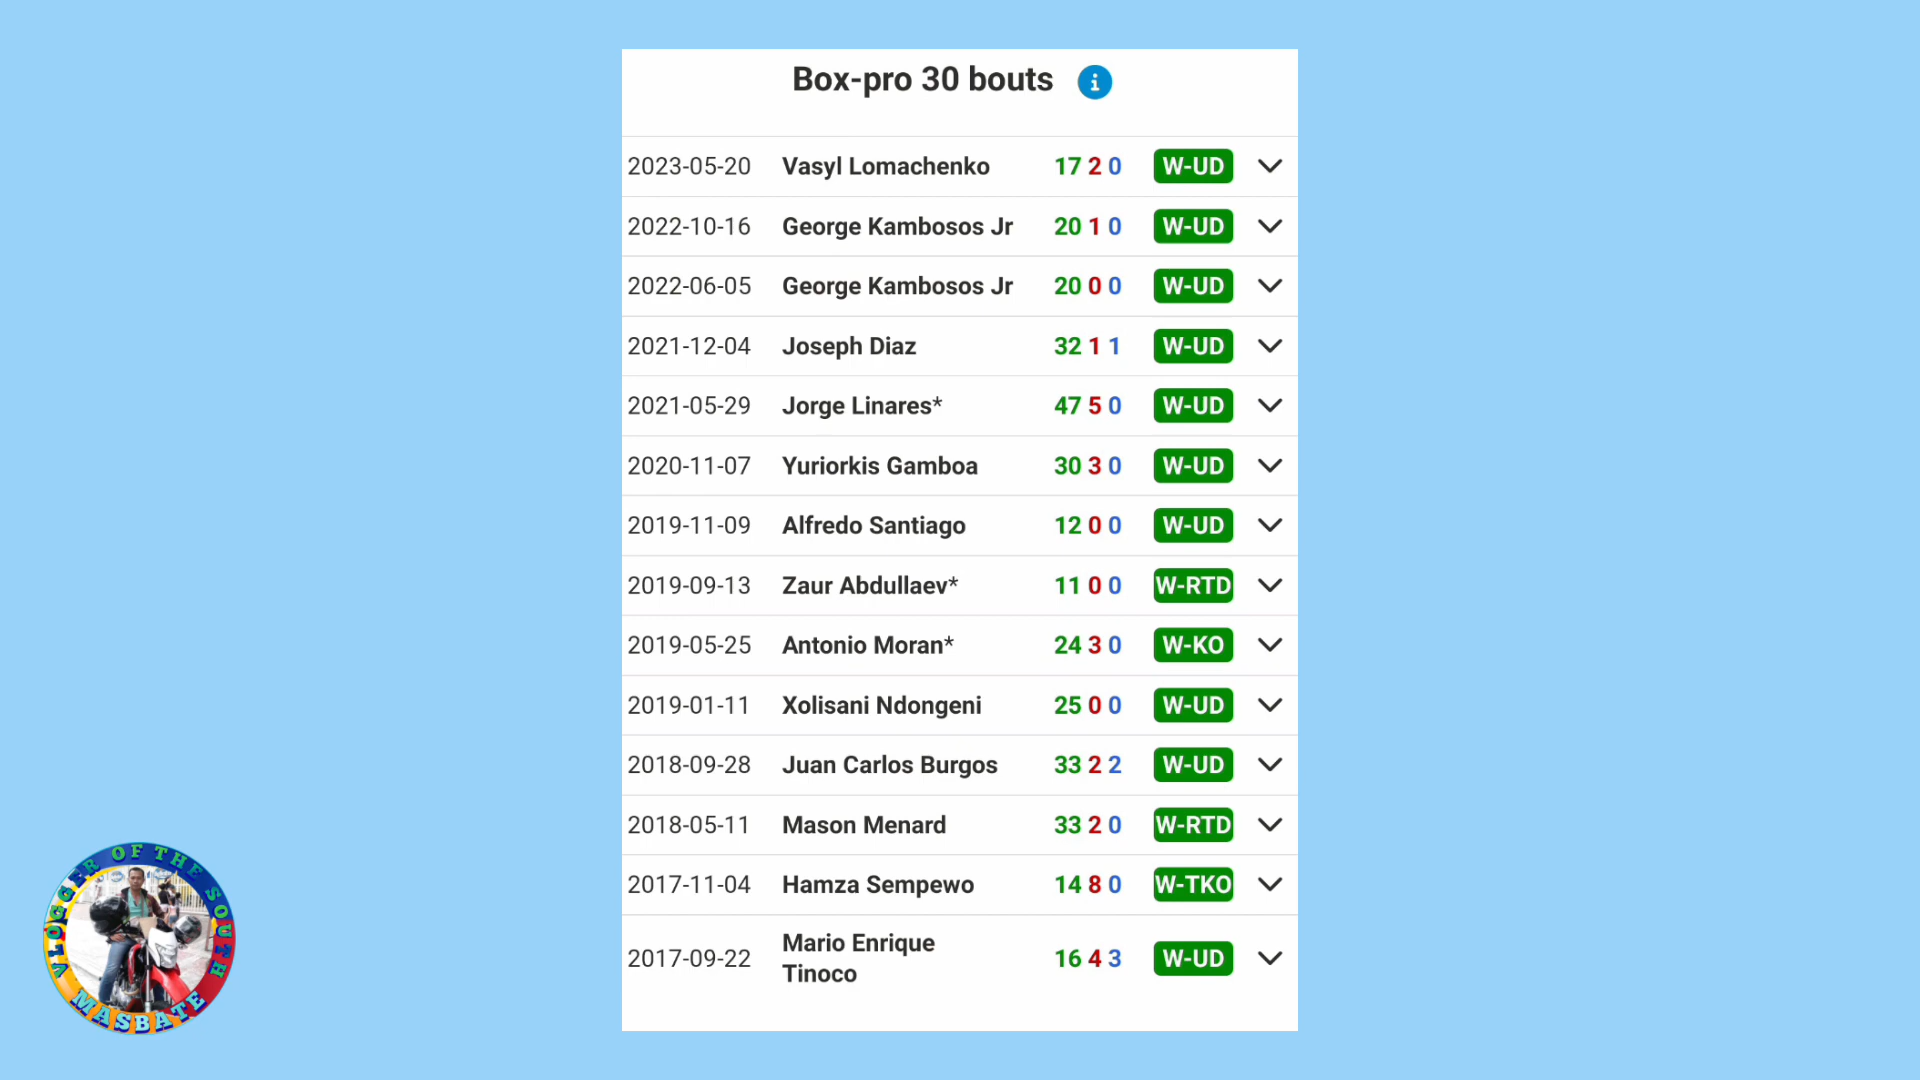 Box-pro 30 bouts
2023-05-20 Vasyl Lomachenko 17 2 0 W-UD
2022-10-16 George Kambosos Jr 20 1 0 W-UD
2022-06-05 George Kambosos Jr 20 0 0 W-UD
2021-12-04 Joseph Diaz 32 1 1 W-UD
2021-05-29 Jorge Linares* 47 5 0 W-UD
2020-11-07 Yuriorkis Gamboa 30 3 0 W-UD
2019-11-09 Alfredo Santiago 12 0 0 W-UD
2019-09-13 Zaur Abdullaev* 11 0 0 W-RTD
2019-05-25 Antonio Moran* 24 3 0 W-KO
2019-01-11 Xolisani Ndongeni 25 0 0 W-UD
2018-09-28 Juan Carlos Burgos 33 2 2 W-UD
2018-05-11 Mason Menard 33 2 0 W-RTD
2017-11-04 Hamza Sempewo 14 8 0 W-TKO
2017-09-22 Mario Enrique Tinoco 16 4 3 W-UD
VLOGGER OF THE SOUTH
MASBATE